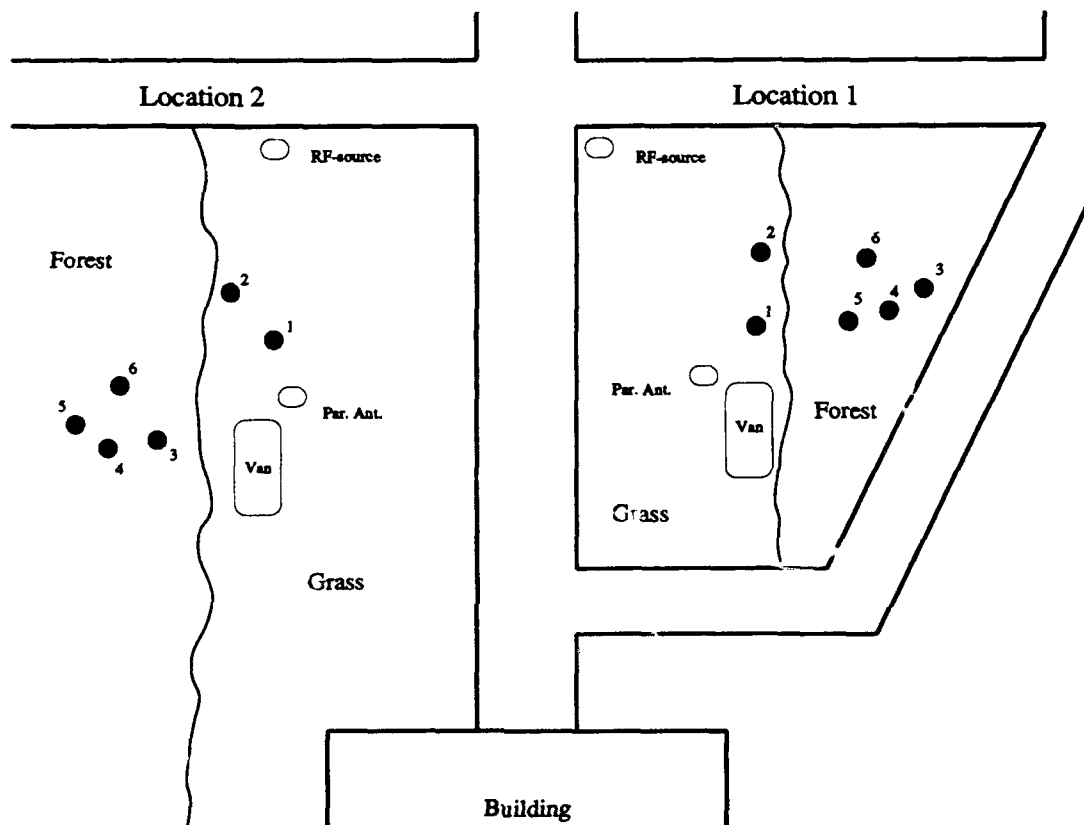 Location 2
Location 1
RF-source
RF-source
Forest
2
1
6
5
4
3
Par. Ant.
Van
Grass
2
1
6
3
4
5
Par. Ant.
Van
Forest
Grass
Building